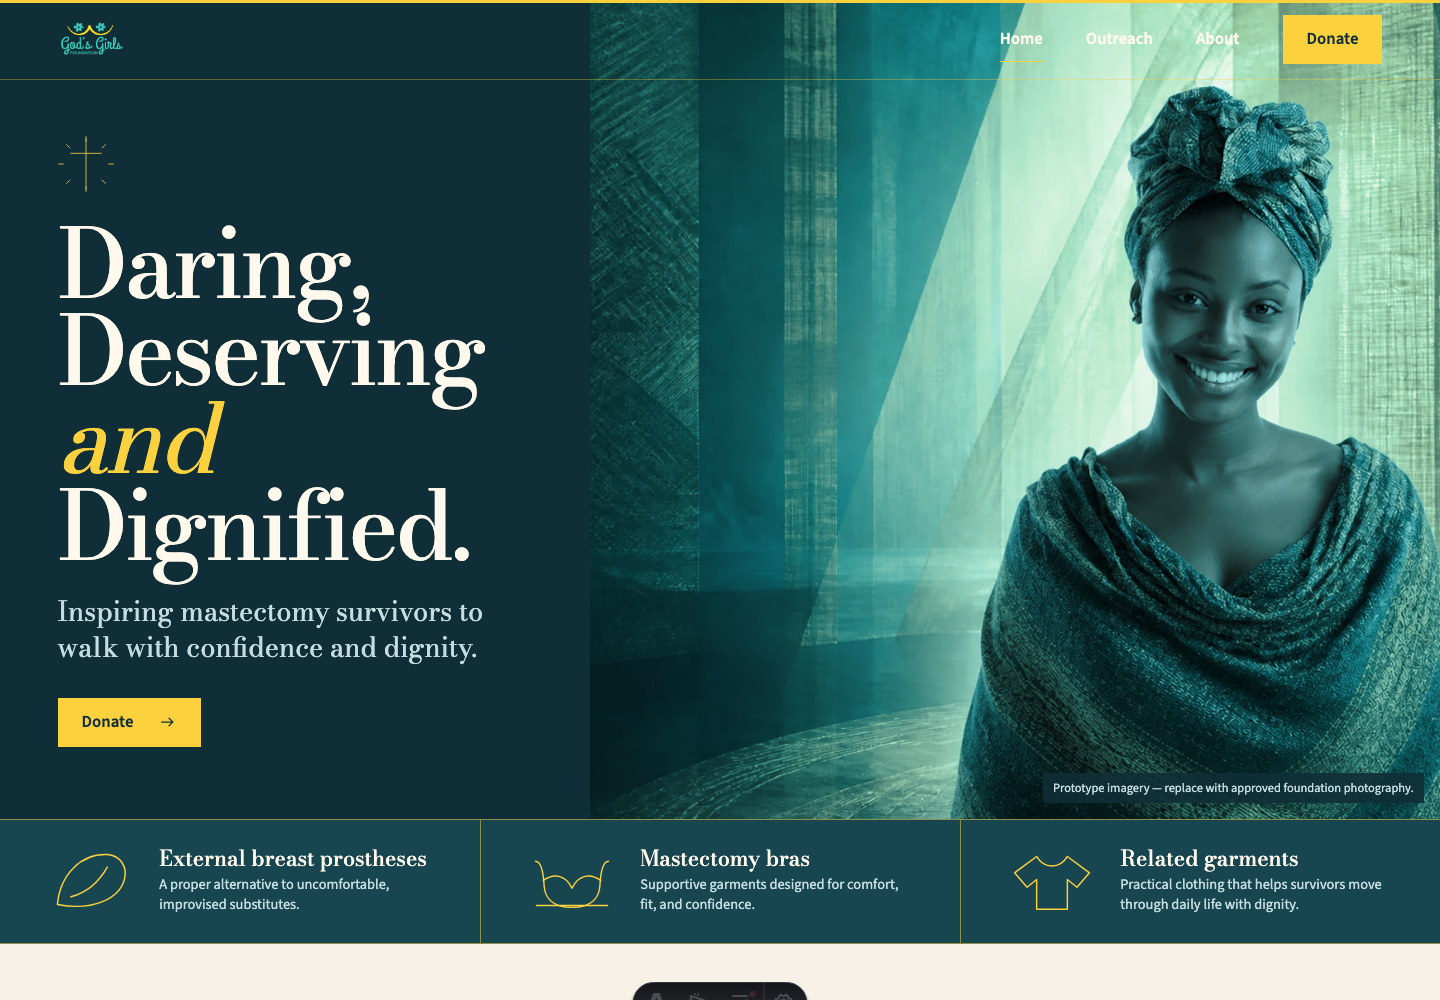 God's Girls
FOUNDATION
Home
Outreach
About
Donate
Daring,
Deserving
and
Dignified.
Inspiring mastectomy survivors to
walk with confidence and dignity.
Donate →
Prototype imagery — replace with approved foundation photography.
External breast prostheses
A proper alternative to uncomfortable,
improvised substitutes.
Mastectomy bras
Supportive garments designed for comfort,
fit, and confidence.
Related garments
Practical clothing that helps survivors move
through daily life with dignity.